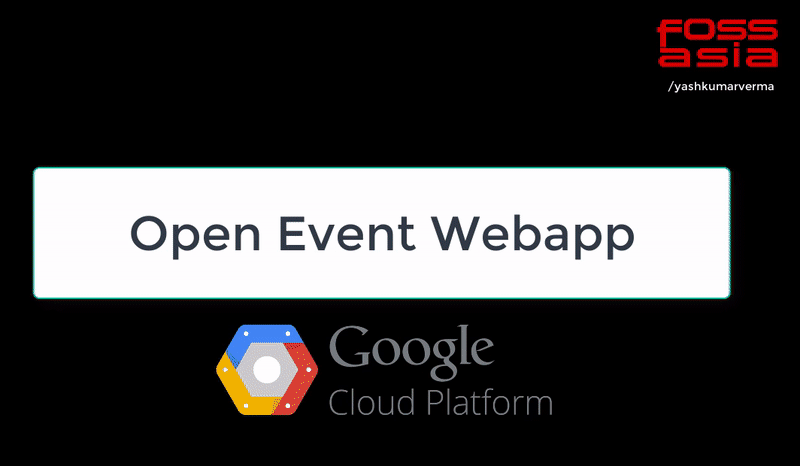 FOSS
asia
/yashkumarverma
Open Event Webapp
Google
Cloud Platform